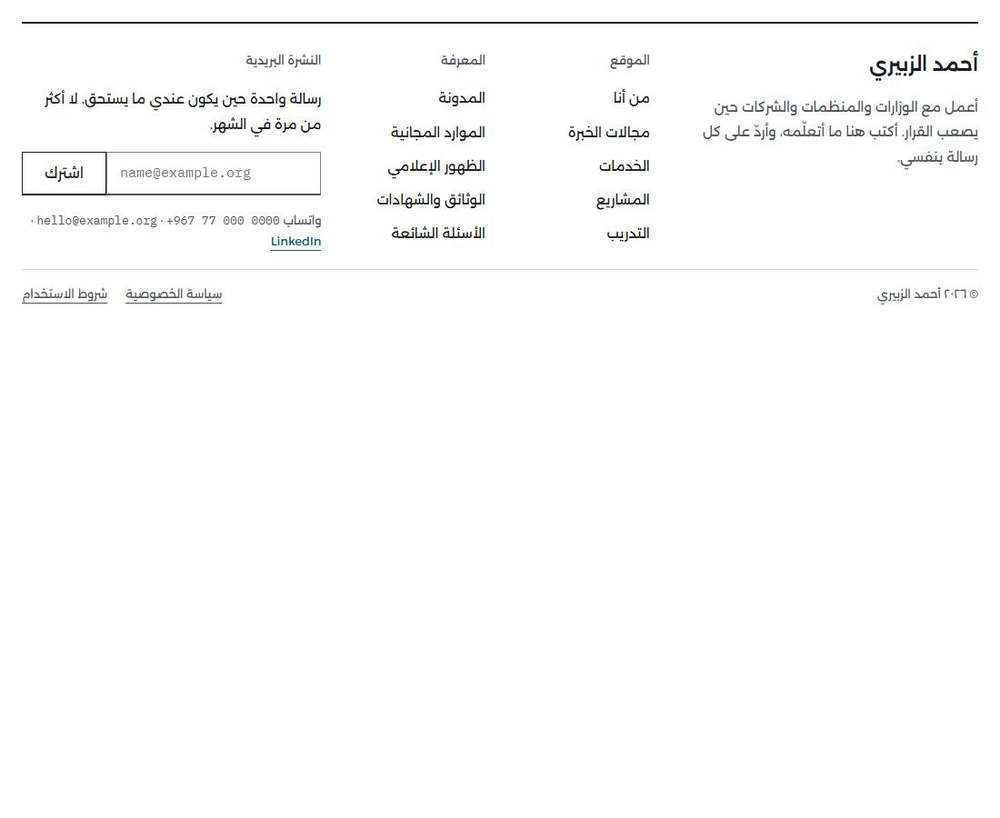 أحمد الزبيري
أعمل مع الوزارات والمنظمات والشركات حين
يصعب القرار. أكتب هنا ما أتعلّمه، وأردّ على كل
رسالة بنفسي.
الموقع
من أنا
مجالات الخبرة
الخدمات
المشاريع
التدريب
المعرفة
المدونة
الموارد المجانية
الظهور الإعلامي
الوثائق والشهادات
الأسئلة الشائعة
النشرة البريدية
رسالة واحدة حين يكون عندي ما يستحق. لا أكثر
من مرة في الشهر.
name@example.org
اشترك
واتساب 0000 000 77 967+ · hello@example.org ·
LinkedIn
© ٢٠٢٦ أحمد الزبيري
سياسة الخصوصية
شروط الاستخدام